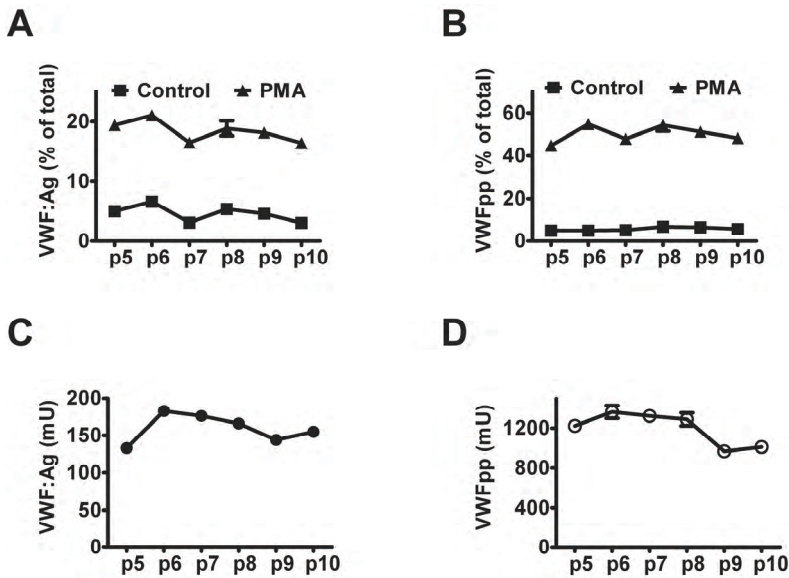 A
VWF:Ag (% of total)
Control PMA
20
10
0
p5 p6 p7 p8 p9 p10
B
VWFpp (% of total)
Control PMA
60
40
20
0
p5 p6 p7 p8 p9 p10
C
VWF:Ag (mU)
200
150
100
50
0
p5 p6 p7 p8 p9 p10
D
VWFpp (mU)
1200
800
400
0
p5 p6 p7 p8 p9 p10